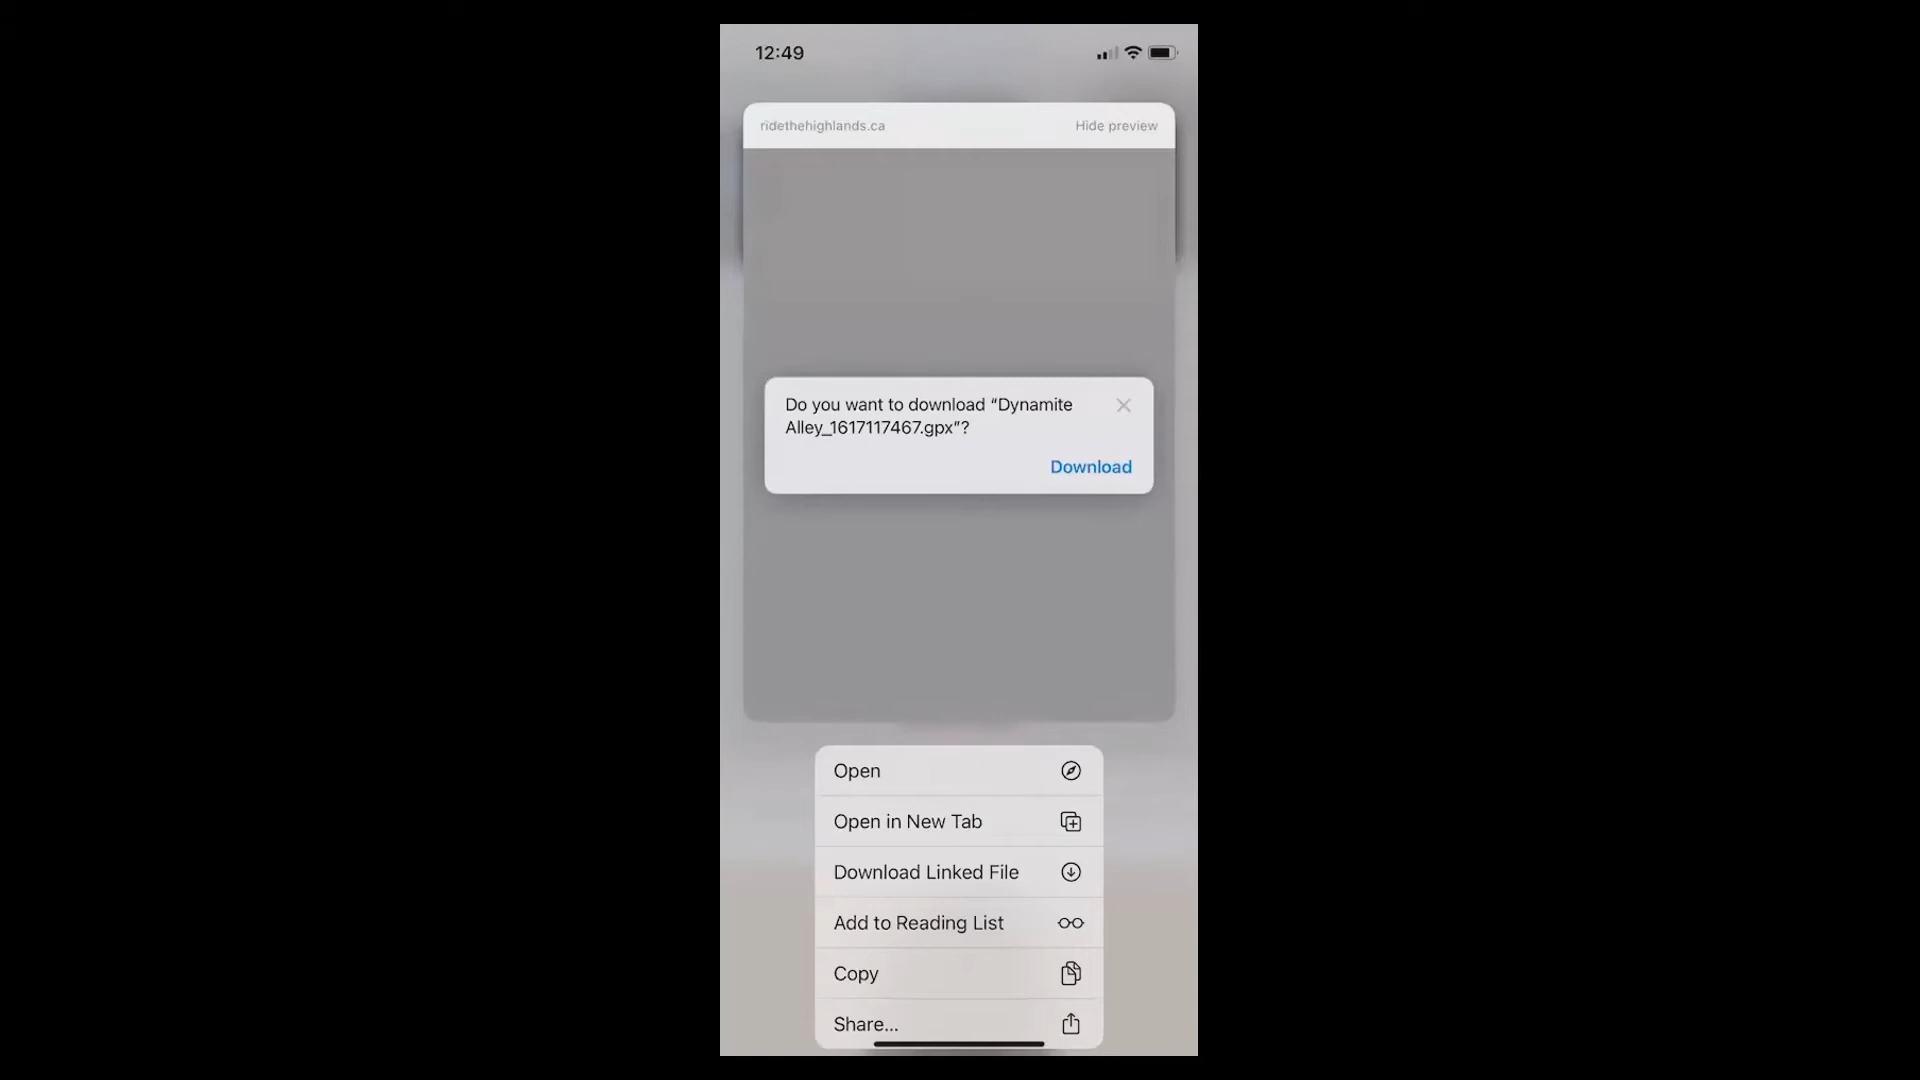 12:49
ridethehighlands.ca
Hide preview
Do you want to download “Dynamite
Alley_1617117467.gpx”?
Download
Open
Open in New Tab
Download Linked File
Add to Reading List
Copy
Share...